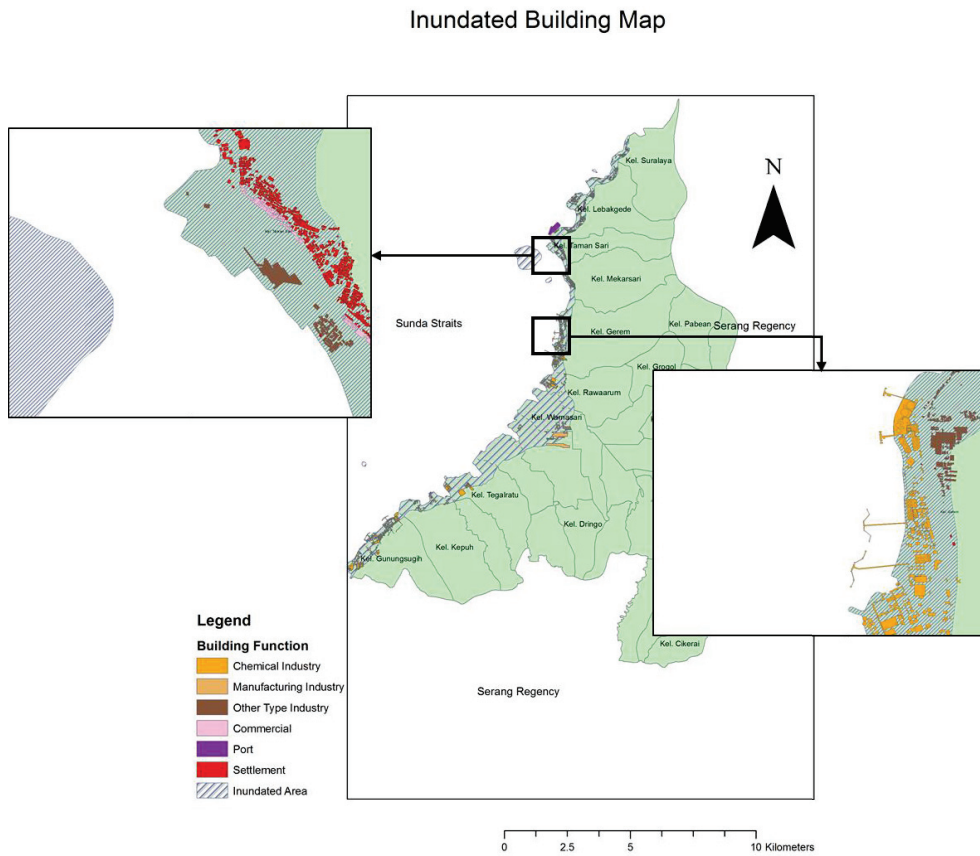 Inundated Building Map
Kel. Suralaya
N
Kel. Lebakgede
Kel. Taman Sari
Kel. Taman Sari
Kel. Mekarsari
Sunda Straits
Kel. Gerem
Kel. Pabean
Serang Regency
Kel. Grogol
Kel. Rawaarum
Kel. Warnasari
Kel. Tegalratu
Kel. Dringo
Kel. Kepuh
Kel. Gunungsugih
Kel. Cikerai
Serang Regency
Legend
Building Function
Chemical Industry
Manufacturing Industry
Other Type Industry
Commercial
Port
Settlement
Inundated Area
0 2.5 5 10 Kilometers